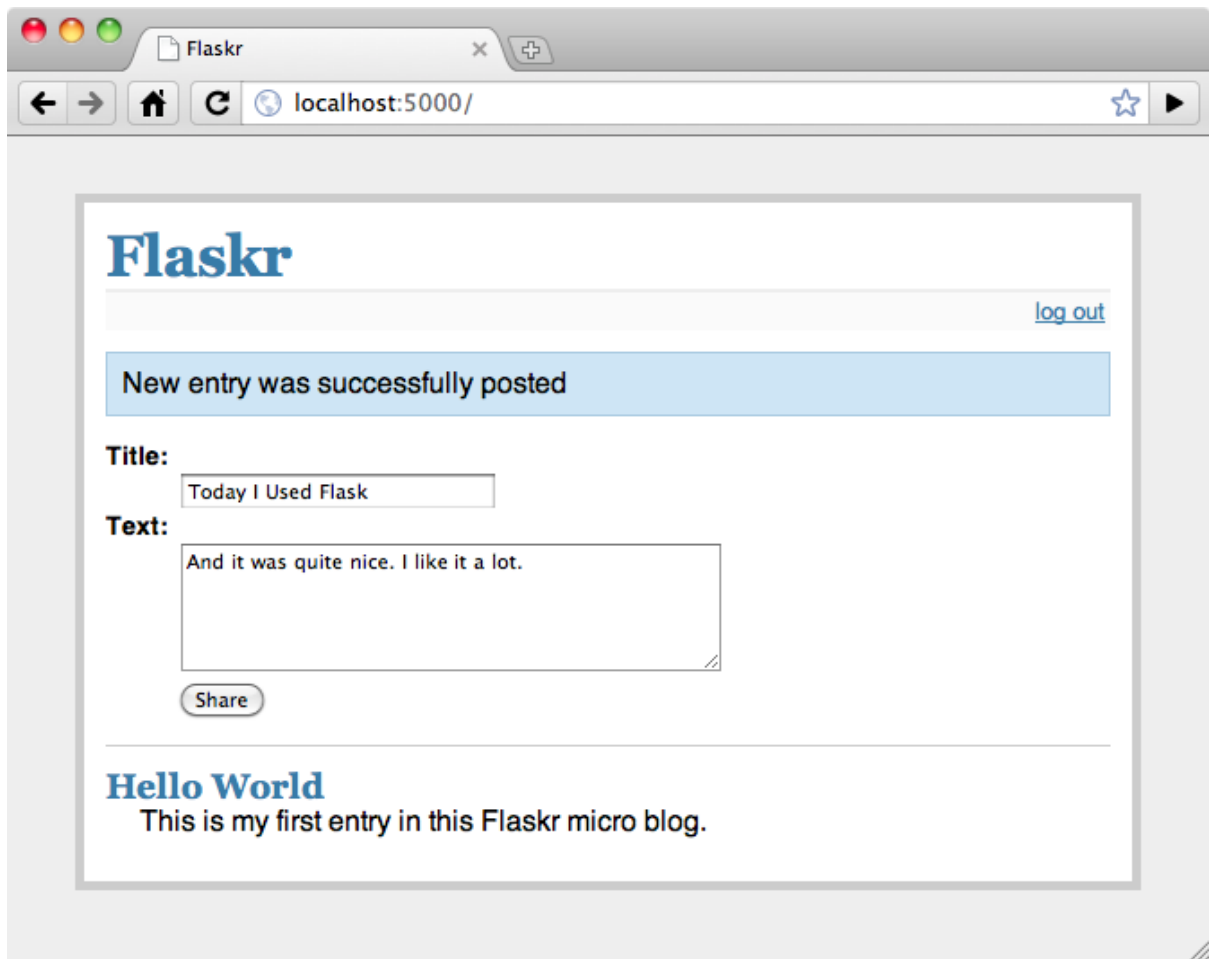 Flaskr
localhost:5000/
Flaskr
log out
New entry was successfully posted
Title:
Today I Used Flask
Text:
And it was quite nice. I like it a lot.
Share
Hello World
This is my first entry in this Flaskr micro blog.